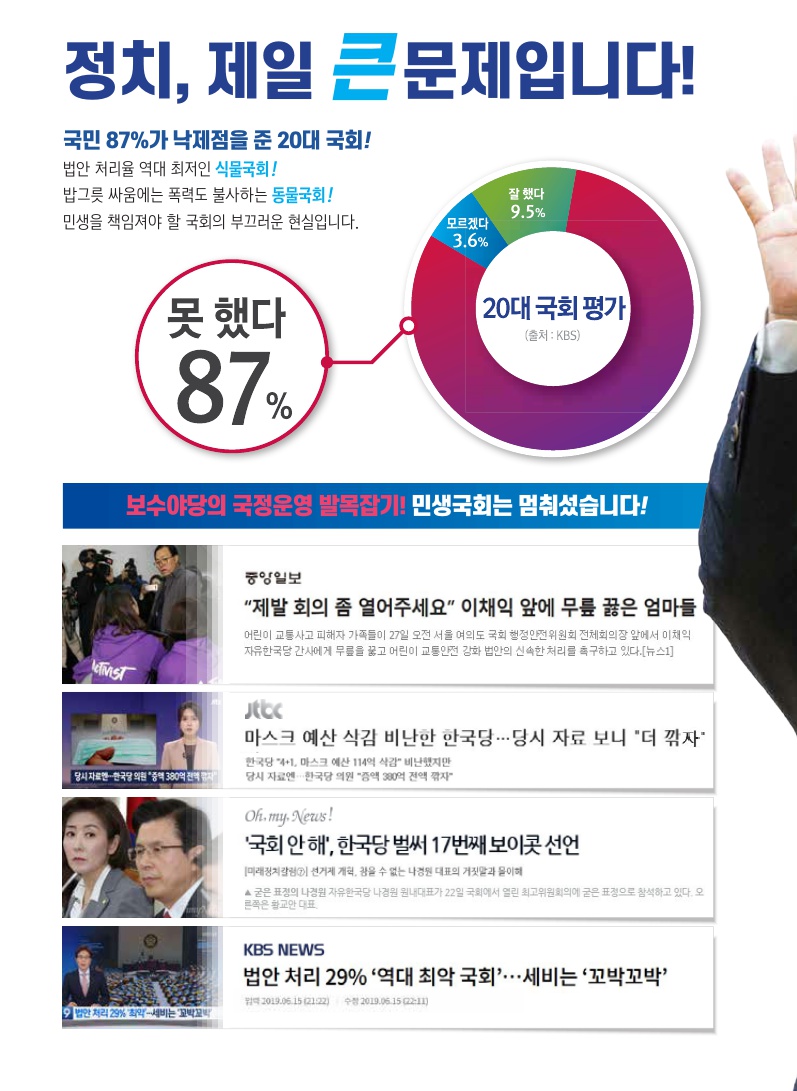 정치, 제일 큰 문제입니다!
국민 87%가 낙제점을 준 20대 국회!
법안 처리율 역대 최저인 식물국회!
밥그릇 싸움에는 폭력도 불사하는 동물국회!
민생을 책임져야 할 국회의 부끄러운 현실입니다.
잘 했다
9.5%
모르겠다
3.6%
20대 국회 평가
(출처 : KBS)
못 했다
87%
보수야당의 국정운영 발목잡기! 민생국회는 멈춰섰습니다!
ACTIVIST
중앙일보
“제발 회의 좀 열어주세요” 이채익 앞에 무릎 꿇은 엄마들
어린이 교통사고 피해자 가족들이 27일 오전 서울 여의도 국회 행정안전위원회 전체회의장 앞에서 이채익
자유한국당 간사에게 무릎을 꿇고 어린이 교통안전 강화 법안의 신속한 처리를 촉구하고 있다.[뉴스1]
당시 자료엔…한국당 의원 "증액 380억 전액 깎자"
jtbc
마스크 예산 삭감 비난한 한국당…당시 자료 보니 "더 깎자"
한국당 "4+1, 마스크 예산 114억 삭감" 비난했지만
당시 자료엔…한국당 의원 "증액 380억 전액 깎자"
Oh, my News!
'국회 안 해', 한국당 벌써 17번째 보이콧 선언
[미래정치칼럼⑦] 선거제 개혁, 참을 수 없는 나경원 대표의 거짓말과 몰이해
▲ 굳은 표정의 나경원 자유한국당 나경원 원내대표가 22일 국회에서 열린 최고위원회의에 굳은 표정으로 참석하고 있다. 오
른쪽은 황교안 대표.
9 법안 처리 29% '최악'…세비는 '꼬박꼬박'
KBS NEWS
법안 처리 29% ‘역대 최악 국회’…세비는 ‘꼬박꼬박’
입력 2019.06.15 (21:22) | 수정 2019.06.15 (22:11)